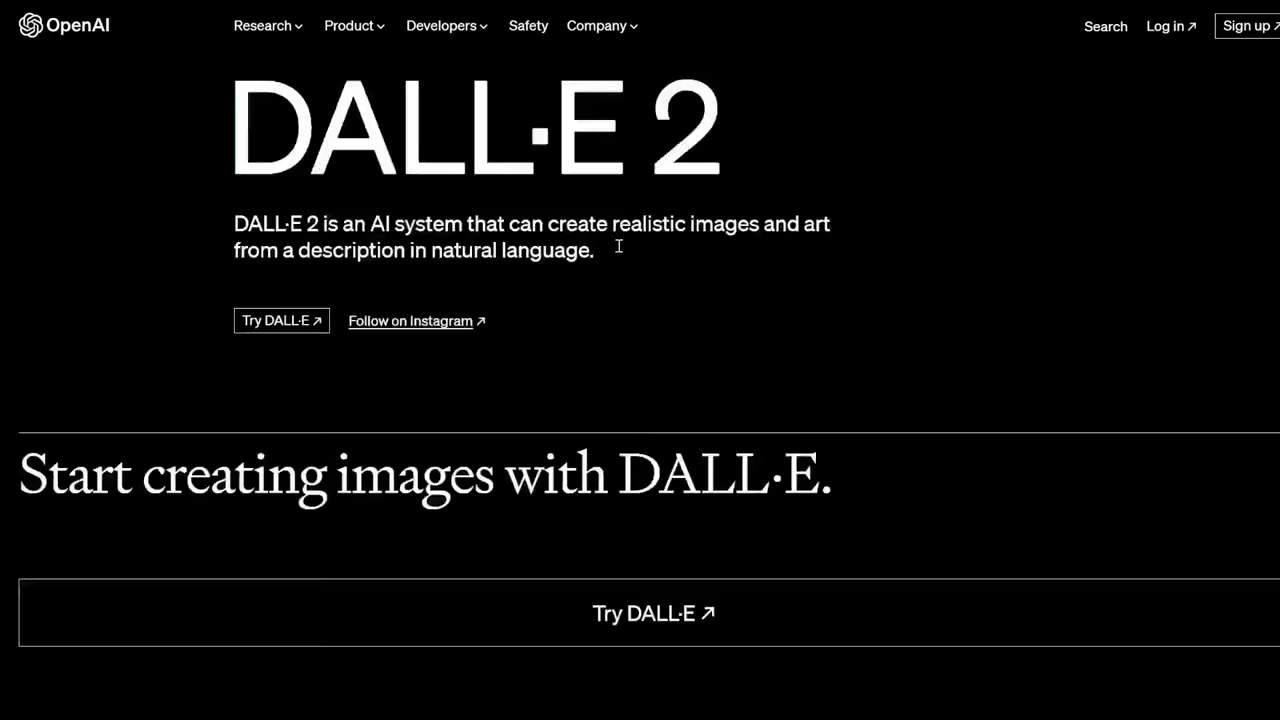 OpenAI Research Product Developers Safety Company Search Log in ↗ Sign up ↗
DALL·E 2
DALL·E 2 is an AI system that can create realistic images and art
from a description in natural language.
Try DALL·E ↗ Follow on Instagram ↗
Start creating images with DALL·E.
Try DALL·E ↗